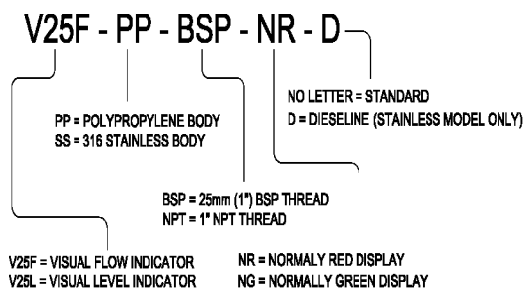 V25F - PP - BSP - NR - D
NO LETTER = STANDARD
D = DIESELINE (STAINLESS MODEL ONLY)
PP = POLYPROPYLENE BODY
SS = 316 STAINLESS BODY
BSP = 25mm (1") BSP THREAD
NPT = 1" NPT THREAD
V25F = VISUAL FLOW INDICATOR
V25L = VISUAL LEVEL INDICATOR
NR = NORMALY RED DISPLAY
NG = NORMALLY GREEN DISPLAY